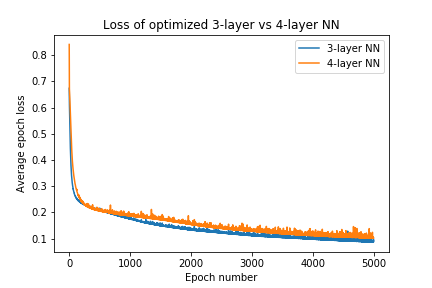 Loss of optimized 3-layer vs 4-layer NN
3-layer NN
4-layer NN
Average epoch loss
0.8
0.7
0.6
0.5
0.4
0.3
0.2
0.1
0
1000
2000
3000
4000
5000
Epoch number